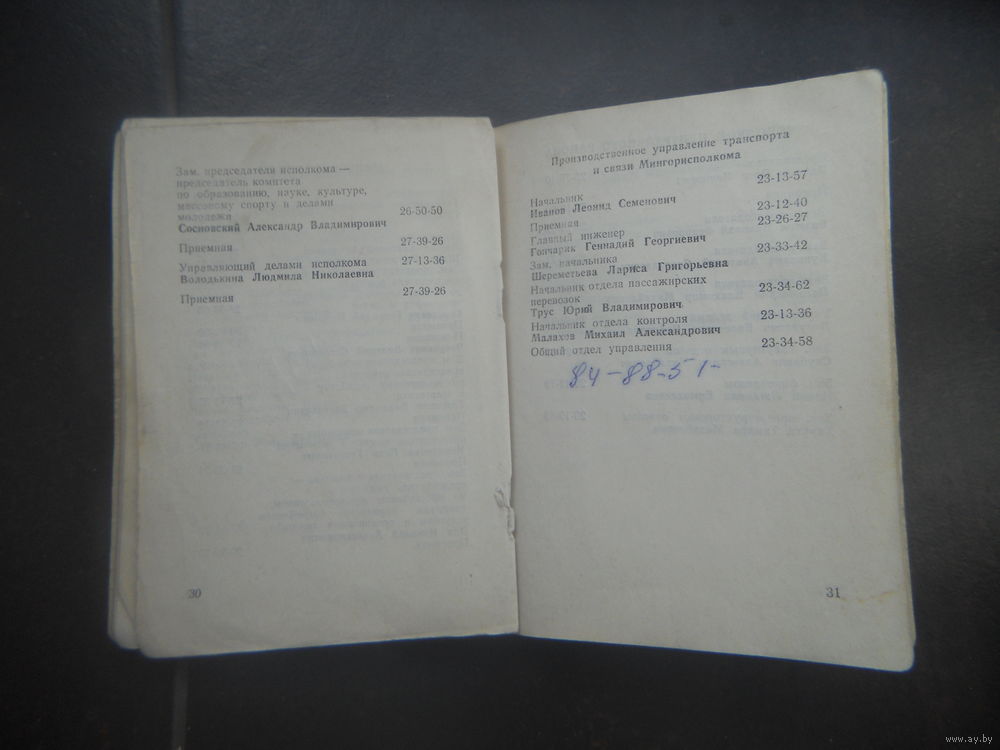 Зам. председателя исполкома —
председатель комитета
по образованию, науке, культуре,
массовому спорту и делами
молодежи
Сосновский Александр Владимирович 26-50-50
Приемная 27-39-26
Управляющий делами исполкома 27-13-36
Володькина Людмила Николаевна
Приемная 27-39-26
30
Производственное управление транспорта
и связи Мингорисполкома
Начальник 23-13-57
Иванов Леонид Семенович
Приемная 23-12-40
Главный инженер 23-26-27
Гончарик Геннадий Георгиевич
Зам. начальника 23-33-42
Шереметьева Лариса Григорьевна
Начальник отдела пассажирских
перевозок 23-34-62
Трус Юрий Владимирович
Начальник отдела контроля 23-13-36
Малахов Михаил Александрович
Общий отдел управления 23-34-58
84-88-51-
31
www.ay.by